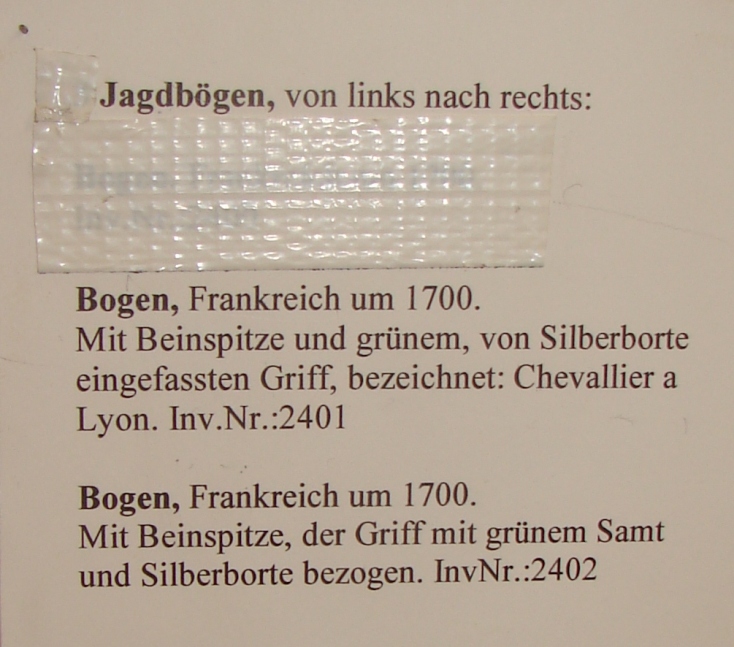 Jagdbögen, von links nach rechts:
Bogen, Frankreich um 1700.
Mit Beinspitze und grünem, von Silberborte
eingefassten Griff, bezeichnet: Chevallier a
Lyon. Inv.Nr.:2401
Bogen, Frankreich um 1700.
Mit Beinspitze, der Griff mit grünem Samt
und Silberborte bezogen. InvNr.:2402